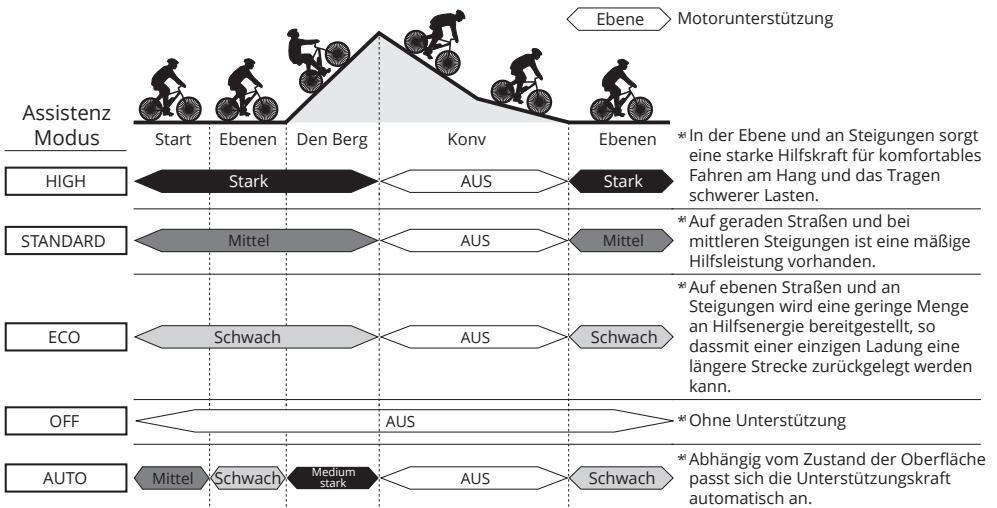 Ebene Motorunterstützung
Assistenz
Modus
Start Ebenen Den Berg Konv Ebenen
HIGH Stark AUS Stark
*¹ In der Ebene und an Steigungen sorgt
eine starke Hilfskraft für komfortables
Fahren am Hang und das Tragen
schwerer Lasten.
STANDARD Mittel AUS Mittel
*¹ Auf geraden Straßen und bei
mittleren Steigungen ist eine mäßige
Hilfsleistung vorhanden.
ECO Schwach AUS Schwach
*¹ Auf ebenen Straßen und an
Steigungen wird eine geringe Menge
an Hilfsenergie bereitgestellt, so
dassmit einer einzigen Ladung eine
längere Strecke zurückgelegt werden
kann.
OFF AUS
*¹ Ohne Unterstützung
AUTO Mittel Schwach Medium
stark AUS Schwach
*¹ Abhängig vom Zustand der Oberfläche
passt sich die Unterstützungskraft
automatisch an.